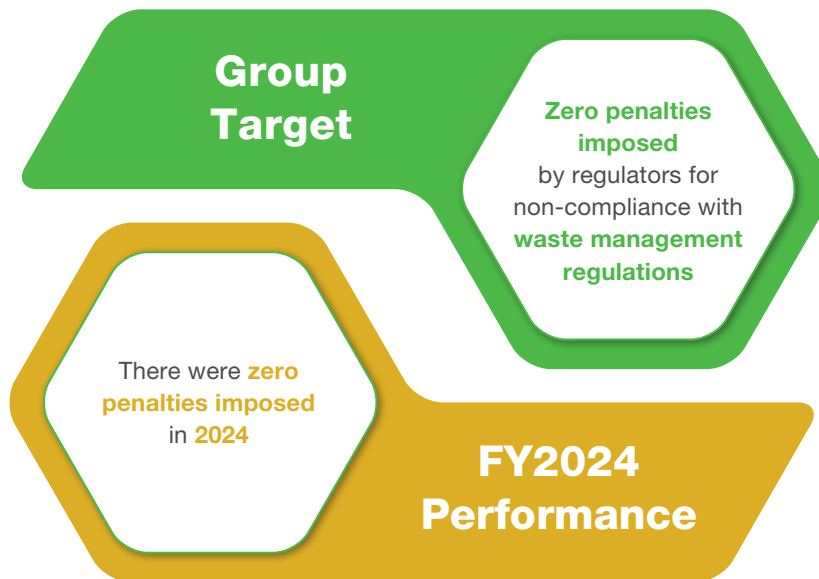 Group
Target
Zero penalties
imposed
by regulators for
non-compliance with
waste management
regulations
There were zero
penalties imposed
in 2024
FY2024
Performance